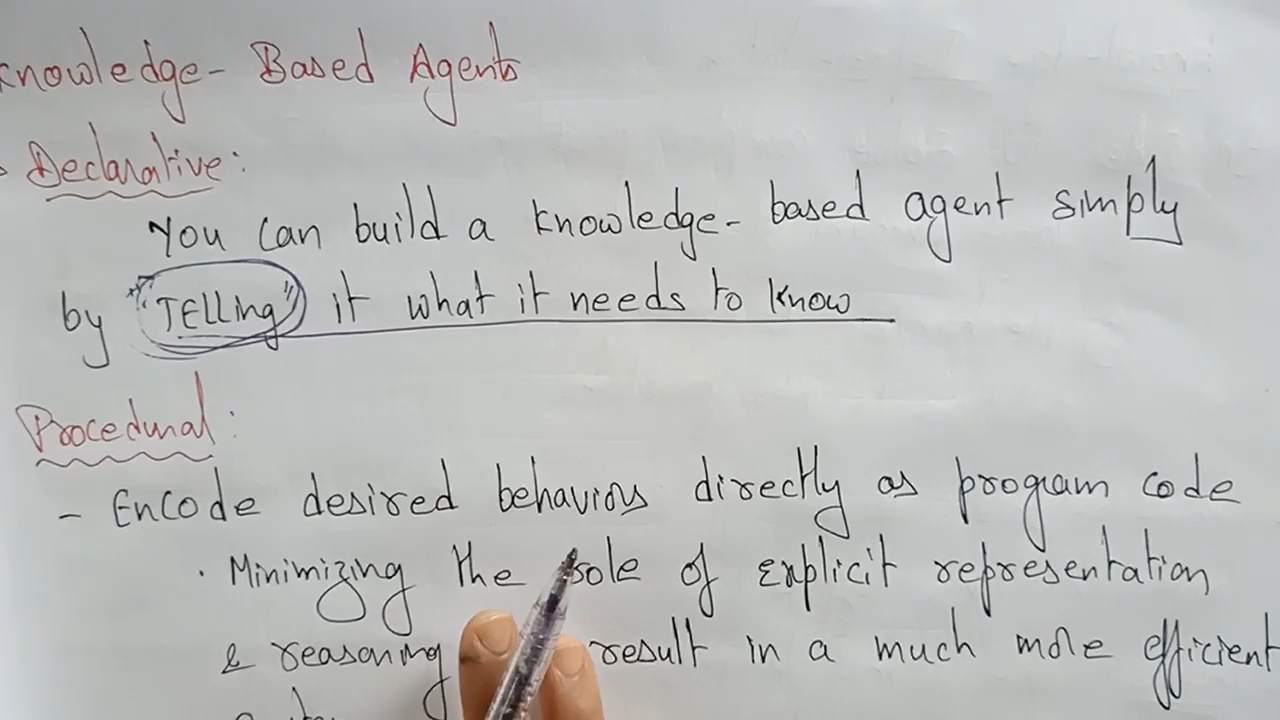 Knowledge- Based Agents
Declarative:
You can build a knowledge- based agent simply
by "TELLing" it what it needs to know
Procedural:
- Encode desired behaviors directly as program code
· Minimizing the role of explicit representation
& reasoning result in a much more efficient